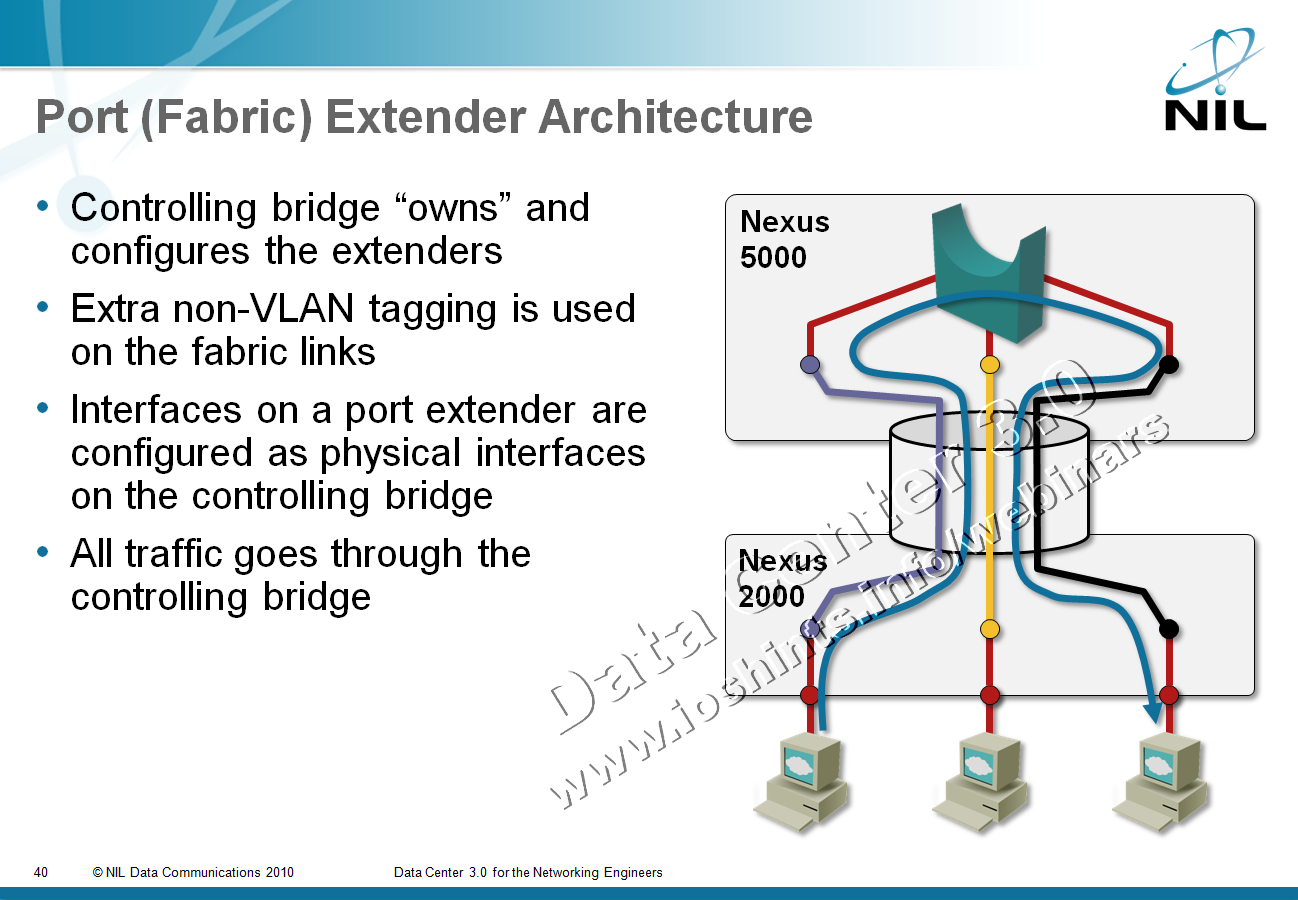 NIL
Port (Fabric) Extender Architecture
• Controlling bridge “owns” and
configures the extenders
• Extra non-VLAN tagging is used
on the fabric links
• Interfaces on a port extender are
configured as physical interfaces
on the controlling bridge
• All traffic goes through the
controlling bridge
Nexus
5000
Nexus
2000
Data Center 3.0
www.ioshints.info/webinars
40 © NIL Data Communications 2010 Data Center 3.0 for the Networking Engineers